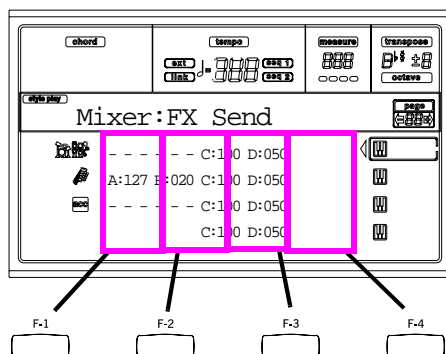 chord tempo measure transpose
ext seq 1
link seq 2
octave
style play page
Mixer:FX Send
- - - - - - C:100 D:050
A:127 B:020 C:100 D:050
acc - - - - - - C:100 D:050
C:100 D:050
F-1 F-2 F-3 F-4